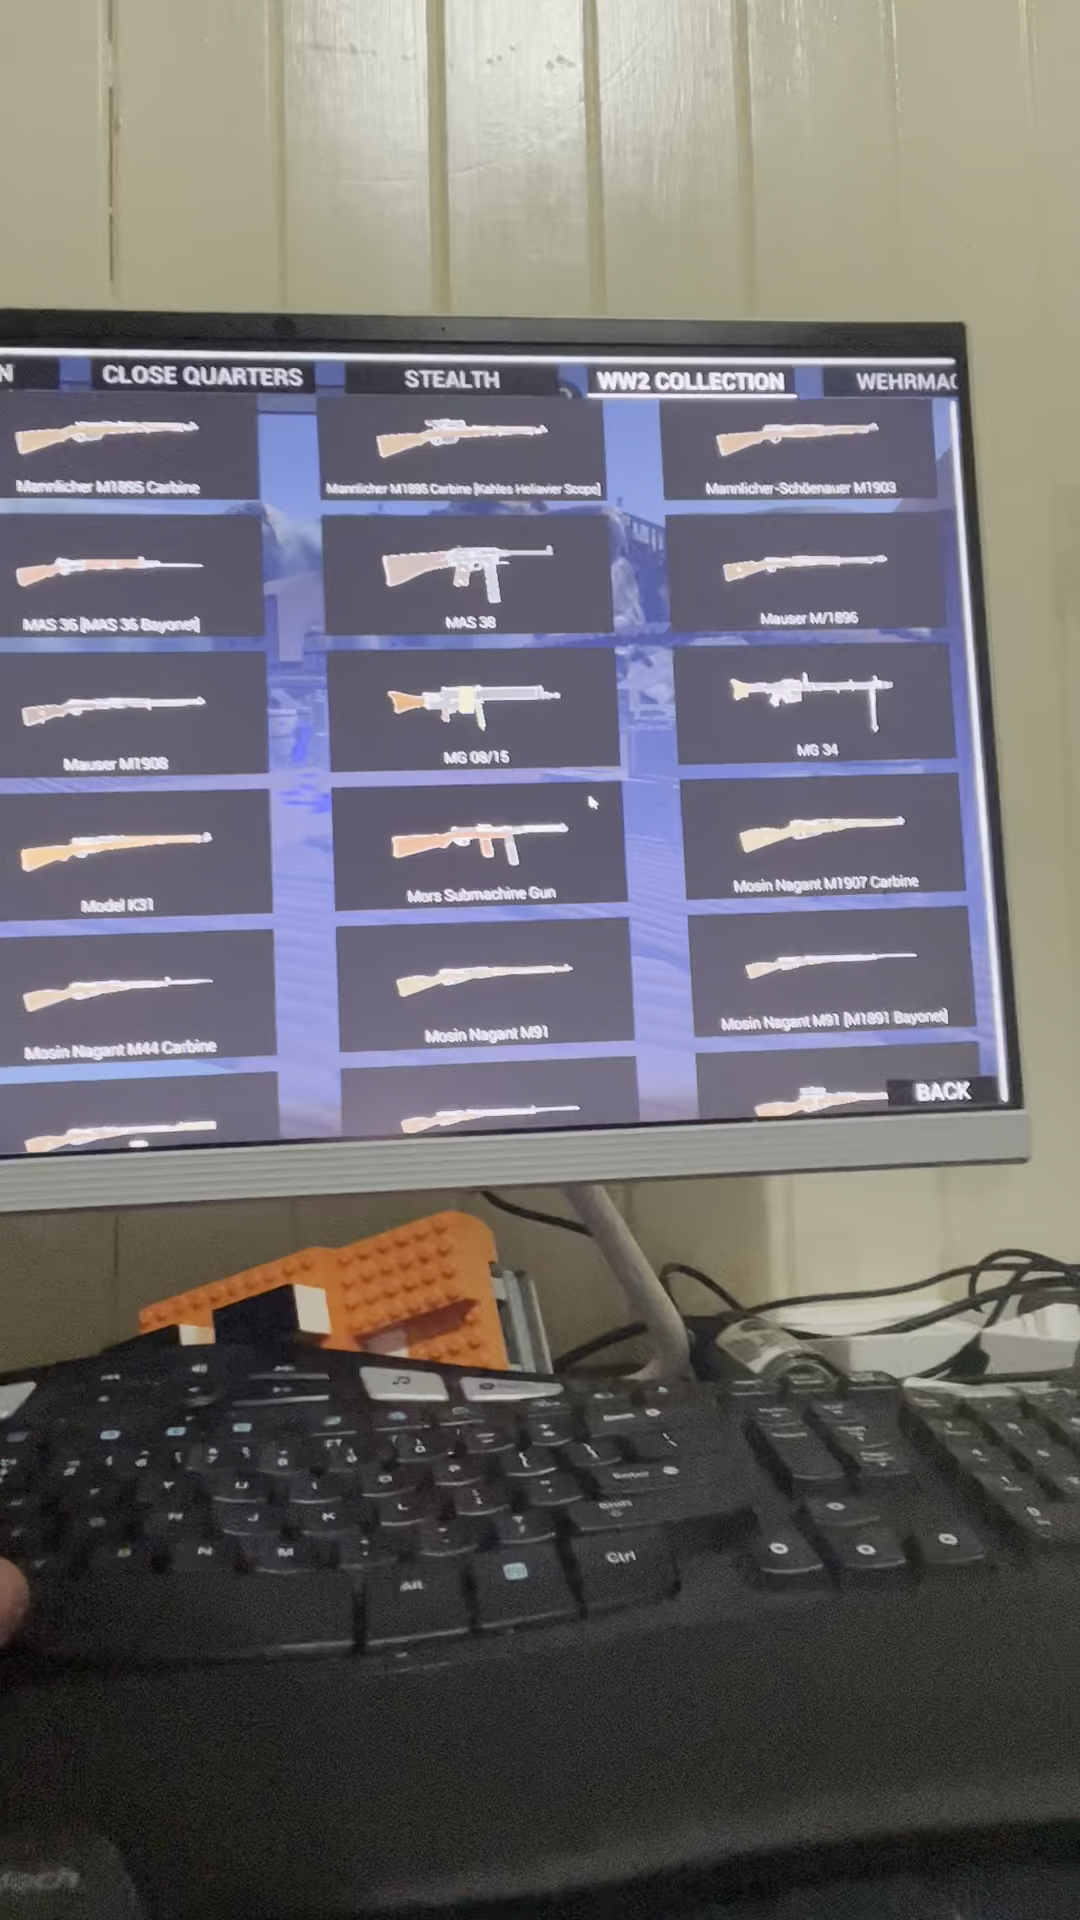 N
CLOSE QUARTERS
STEALTH
WW2 COLLECTION
WEHRMAC
Mannlicher M1895 Carbine
Mannlicher M1895 Carbine [Kahles Heliavier Scope]
Mannlicher-Schöenauer M1903
MAS 36 [MAS 36 Bayonet]
MAS 38
Mauser M/1896
Mauser M1908
MG 08/15
MG 34
Model K31
Mors Submachine Gun
Mosin Nagant M1907 Carbine
Mosin Nagant M44 Carbine
Mosin Nagant M91
Mosin Nagant M91 [M1891 Bayonet]
BACK
F7
U
I
O
P
Enter
J
K
L
Shift
N
M
Alt
Ctrl